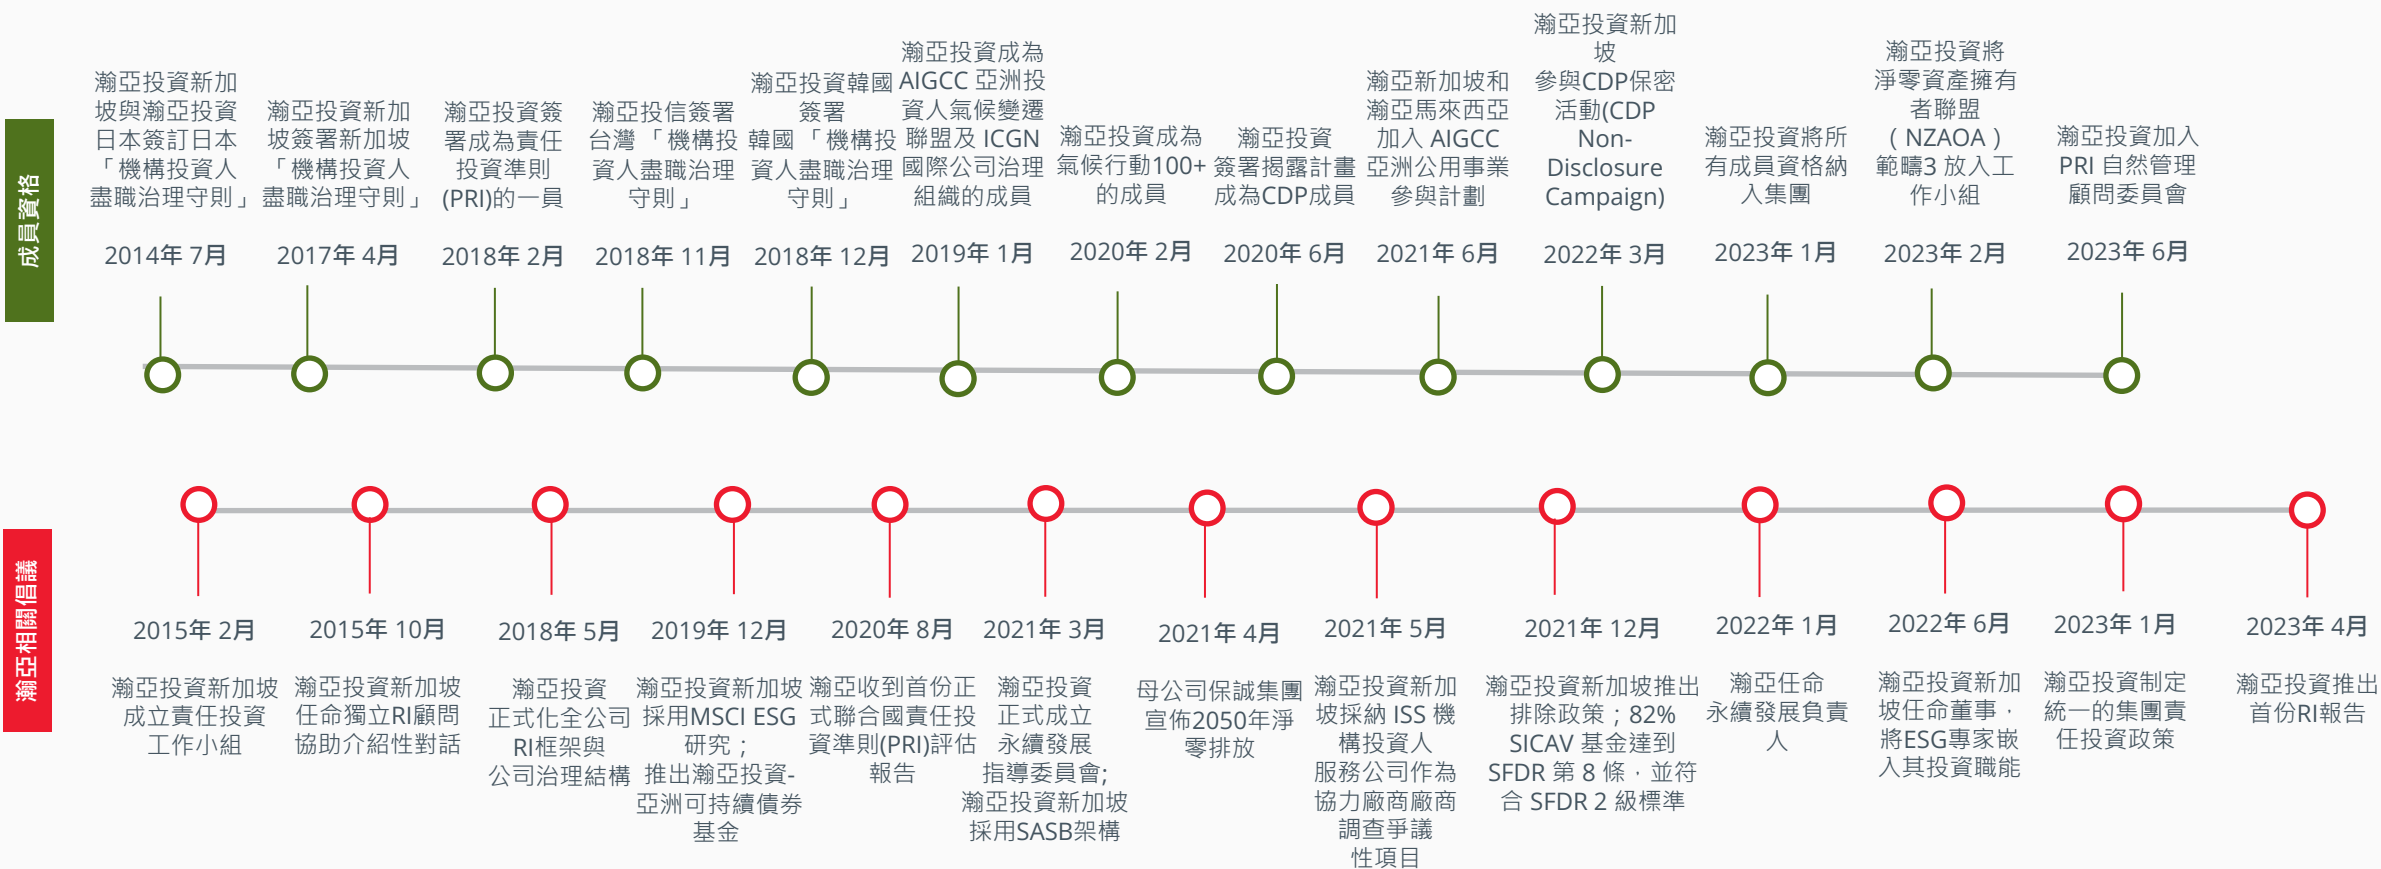 成員資格
瀚亞投資新加
坡與瀚亞投資
日本簽訂日本
「機構投資人
盡職治理守則」
2014年 7月
瀚亞投資新加
坡簽署新加坡
「機構投資人
盡職治理守則」
2017年 4月
瀚亞投資簽
署成為責任
投資準則
(PRI)的一員
2018年 2月
瀚亞投信簽署
台灣「機構投
資人盡職治理
守則」
2018年 11月
瀚亞投資韓國
簽署
韓國「機構投
資人盡職治理
守則」
2018年 12月
瀚亞投資成為
AIGCC 亞洲投
資人氣候變遷
聯盟及 ICGN
國際公司治理
組織的成員
2019年 1月
瀚亞投資成為
氣候行動100+
的成員
2020年 2月
瀚亞投資
簽署揭露計畫
成為CDP成員
2020年 6月
瀚亞新加坡和
瀚亞馬來西亞
加入 AIGCC
亞洲公用事業
參與計劃
2021年 6月
瀚亞投資新加
坡
參與CDP保密
活動(CDP
Non-
Disclosure
Campaign)
2022年 3月
瀚亞投資將所
有成員資格納
入集團
2023年 1月
瀚亞投資將
淨零資產擁有
者聯盟
( NZAOA )
範疇3 放入工
作小組
2023年 2月
瀚亞投資加入
PRI 自然管理
顧問委員會
2023年 6月
瀚亞相關倡議
2015年 2月
瀚亞投資新加坡
成立責任投資
工作小組
2015年 10月
瀚亞投資新加坡
任命獨立RI顧問
協助介紹性對話
2018年 5月
瀚亞投資
正式化全公司
RI框架與
公司治理結構
2019年 12月
瀚亞投資新加坡
採用MSCI ESG
研究；
推出瀚亞投資-
亞洲可持續債券
基金
2020年 8月
瀚亞收到首份正
式聯合國責任投
資準則(PRI)評估
報告
2021年 3月
瀚亞投資
正式成立
永續發展
指導委員會;
瀚亞投資新加坡
採用SASB架構
2021年 4月
母公司保誠集團
宣佈2050年淨
零排放
2021年 5月
瀚亞投資新加
坡採納 ISS 機
構投資人
服務公司作為
協力廠商廠商
調查爭議
性項目
2021年 12月
瀚亞投資新加坡推出
排除政策；82%
SICAV 基金達到
SFDR 第 8 條，並符
合 SFDR 2 級標準
2022年 1月
瀚亞任命
永續發展負責
人
2022年 6月
瀚亞投資新加
坡任命董事，
將ESG專家嵌
入其投資職能
2023年 1月
瀚亞投資制定
統一的集團責
任投資政策
2023年 4月
瀚亞投資推出
首份RI報告